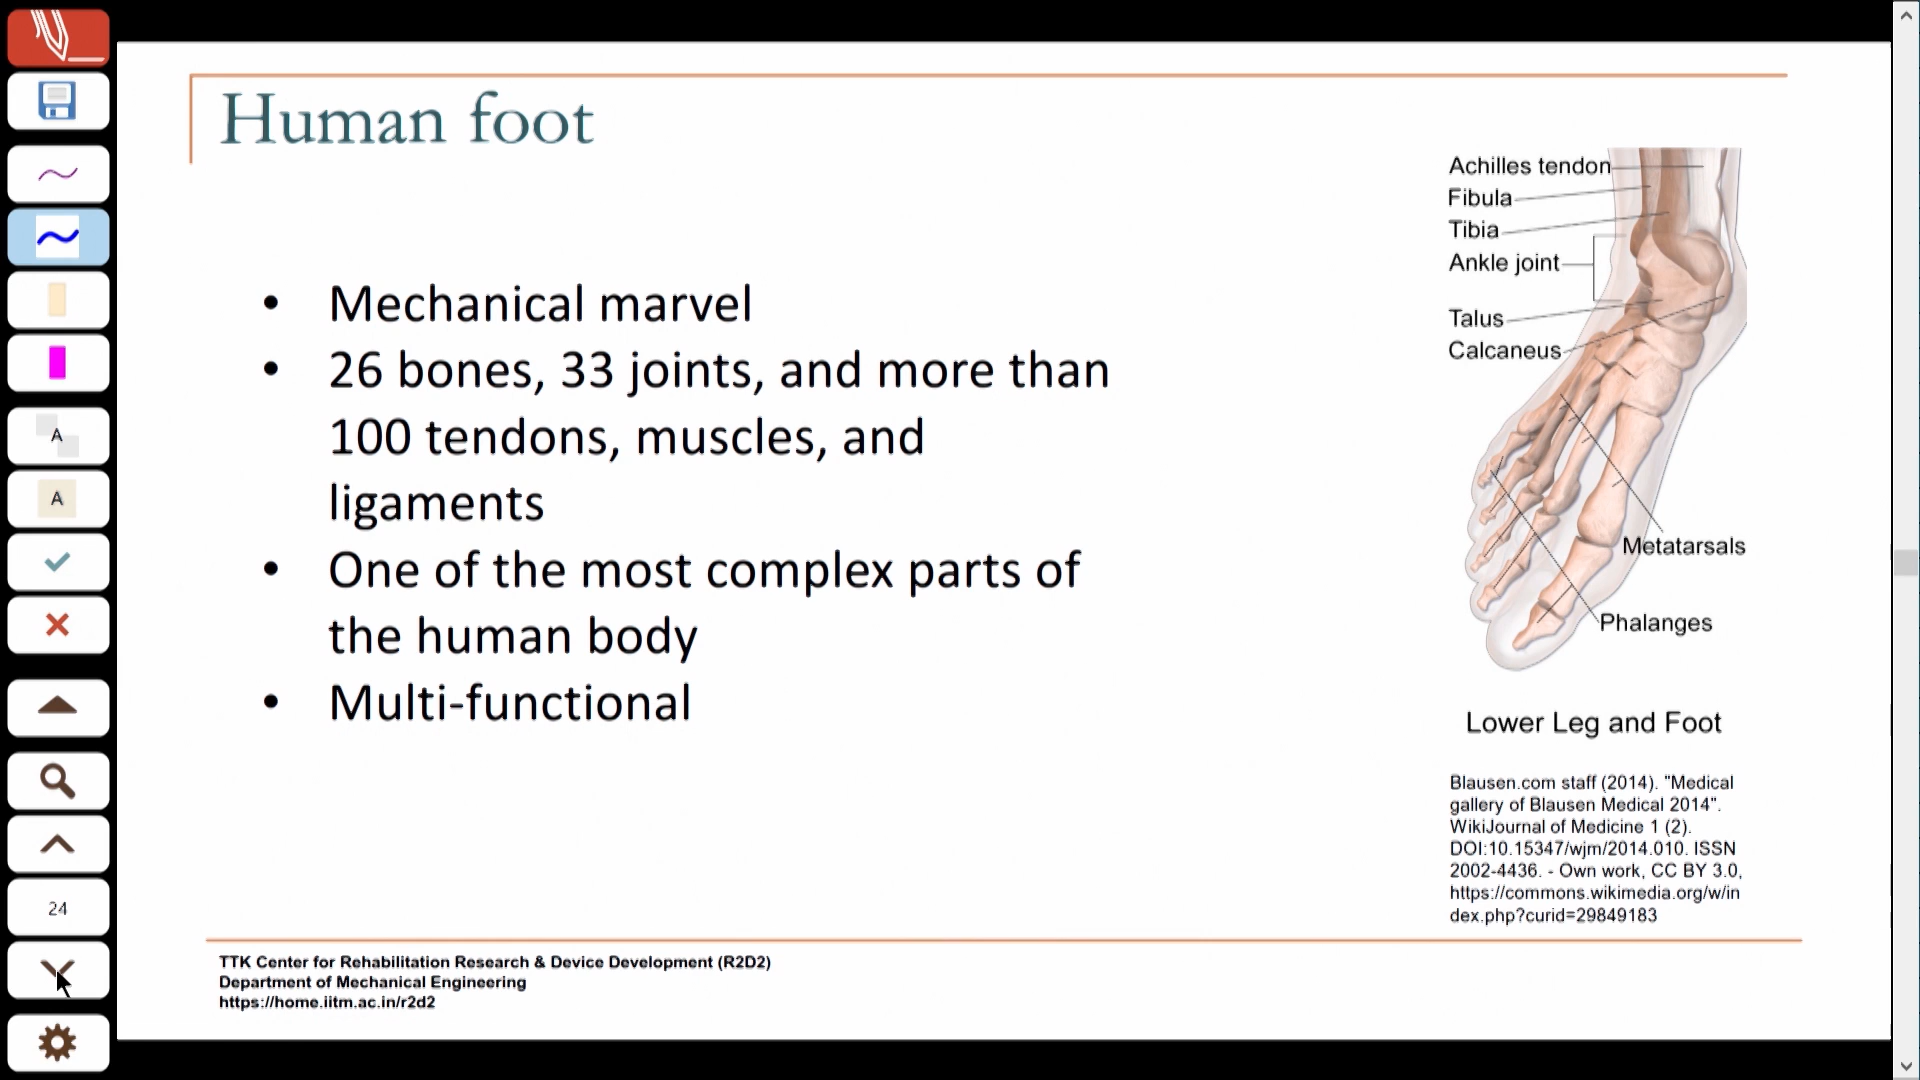 Human foot
• Mechanical marvel
• 26 bones, 33 joints, and more than
100 tendons, muscles, and
ligaments
• One of the most complex parts of
the human body
• Multi-functional
Achilles tendon
Fibula
Tibia
Ankle joint
Talus
Calcaneus
Metatarsals
Phalanges
Lower Leg and Foot
Blausen.com staff (2014). "Medical
gallery of Blausen Medical 2014".
WikiJournal of Medicine 1 (2).
DOI:10.15347/wjm/2014.010. ISSN
2002-4436. - Own work, CC BY 3.0,
https://commons.wikimedia.org/w/in
dex.php?curid=29849183
TTK Center for Rehabilitation Research & Device Development (R2D2)
Department of Mechanical Engineering
https://home.iitm.ac.in/r2d2
A
A
24